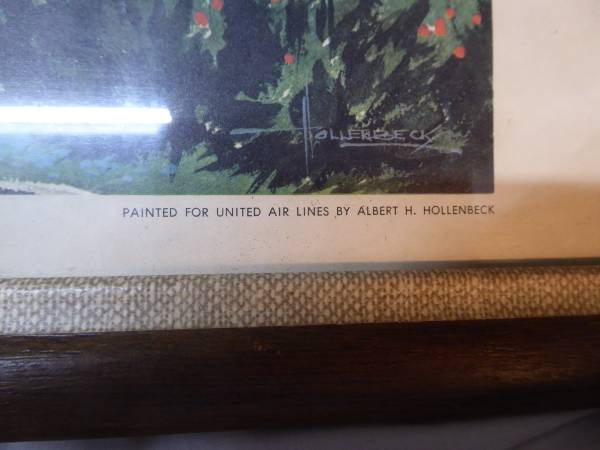 HOLLENBECK
PAINTED FOR UNITED AIR LINES BY ALBERT H. HOLLENBECK